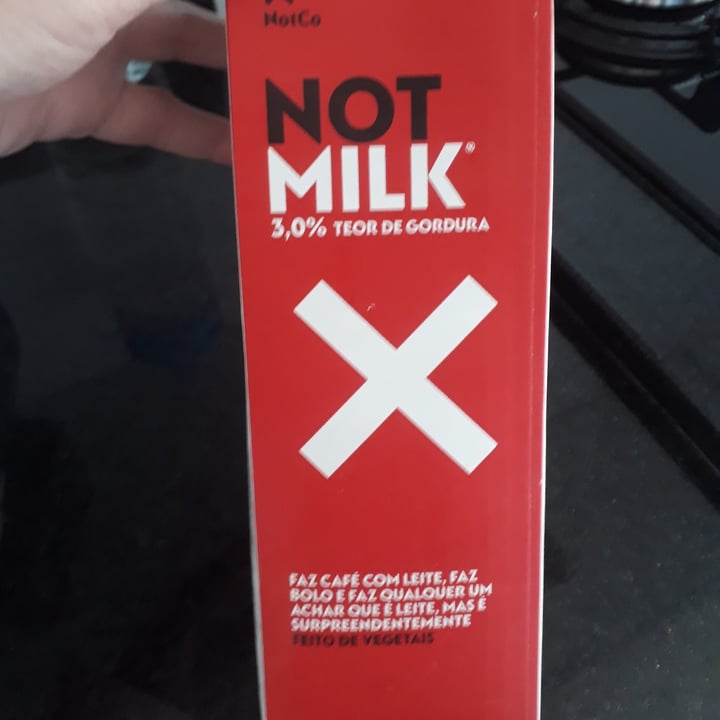 NotCo
NOT
MILK®
3,0% TEOR DE GORDURA
FAZ CAFÉ COM LEITE, FAZ
BOLO E FAZ QUALQUER UM
ACHAR QUE É LEITE, MAS É
SURPREENDENTEMENTE
FEITO DE VEGETAIS